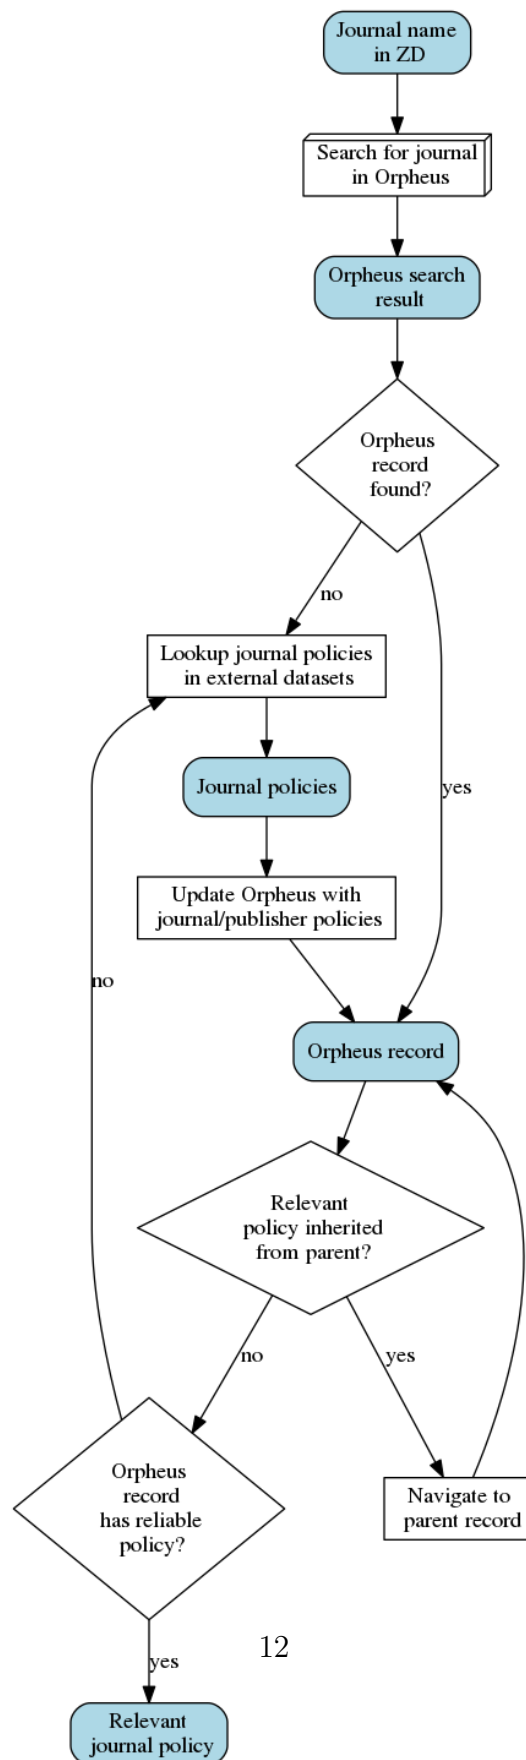 Journal name
in ZD
Search for journal
in Orpheus
Orpheus search
result
Orpheus
record
found?
no
Lookup journal policies
in external datasets
Journal policies
yes
Update Orpheus with
journal/publisher policies
no
Orpheus record
Relevant
policy inherited
from parent?
no
yes
Orpheus
record
has reliable
policy?
Navigate to
parent record
12
yes
Relevant
journal policy